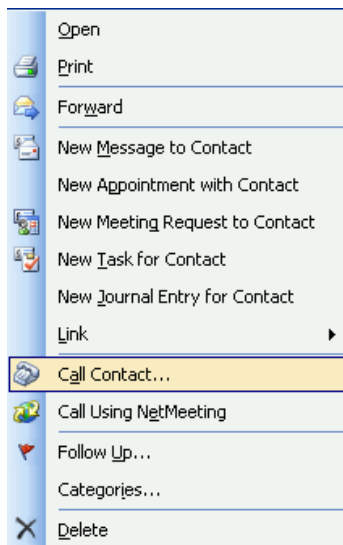 Open
Print
Forward
New Message to Contact
New Appointment with Contact
New Meeting Request to Contact
New Task for Contact
New Journal Entry for Contact
Link
Call Contact...
Call Using NetMeeting
Follow Up...
Categories...
Delete